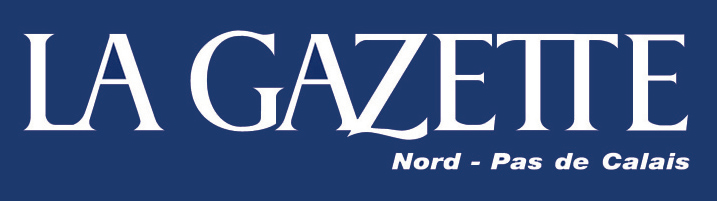 LA GAZETTE
Nord - Pas de Calais